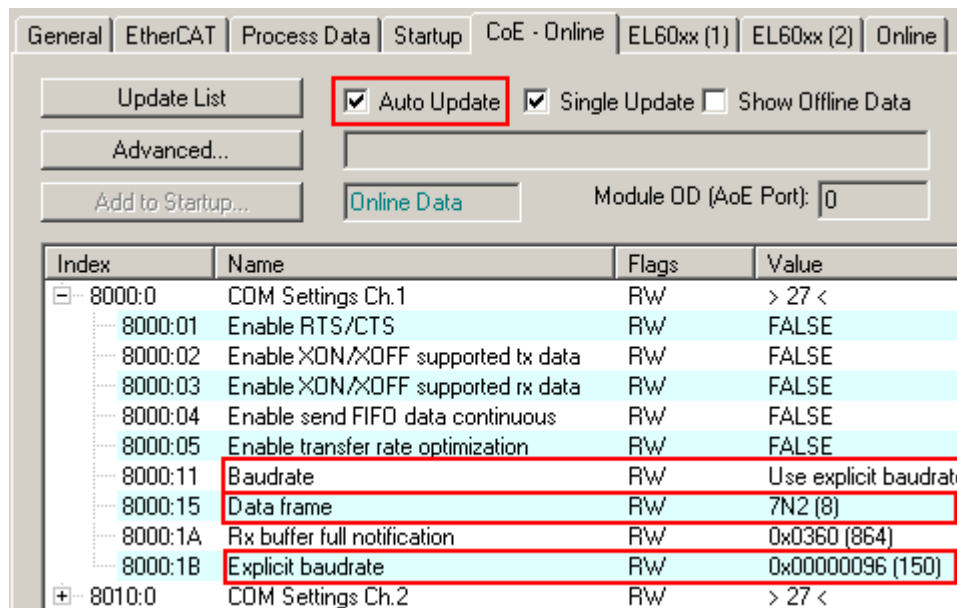 General EtherCAT Process Data Startup CoE - Online EL60xx (1) EL60xx (2) Online
Update List Auto Update Single Update Show Offline Data
Advanced...
Add to Startup... Online Data Module OD (AoE Port): 0
Index Name Flags Value
8000:0 COM Settings Ch.1 RW > 27 <
8000:01 Enable RTS/CTS RW FALSE
8000:02 Enable XON/XOFF supported tx data RW FALSE
8000:03 Enable XON/XOFF supported rx data RW FALSE
8000:04 Enable send FIFO data continuous RW FALSE
8000:05 Enable transfer rate optimization RW FALSE
8000:11 Baudrate RW Use explicit baudrate
8000:15 Data frame RW 7N2 (8)
8000:1A Rx buffer full notification RW 0x0360 (864)
8000:1B Explicit baudrate RW 0x00000096 (150)
8010:0 COM Settings Ch.2 RW > 27 <